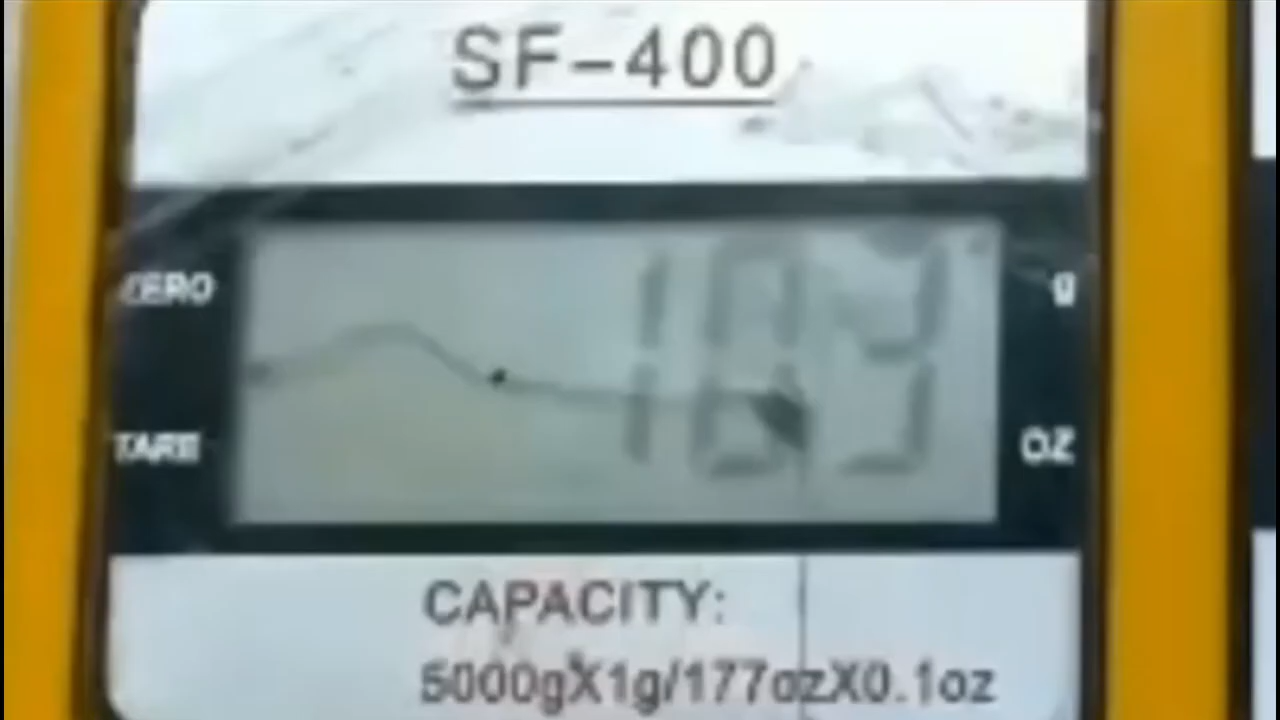 SF-400
ZERO
g
TARE
OZ
CAPACITY:
5000gX1g/177ozX0.1oz